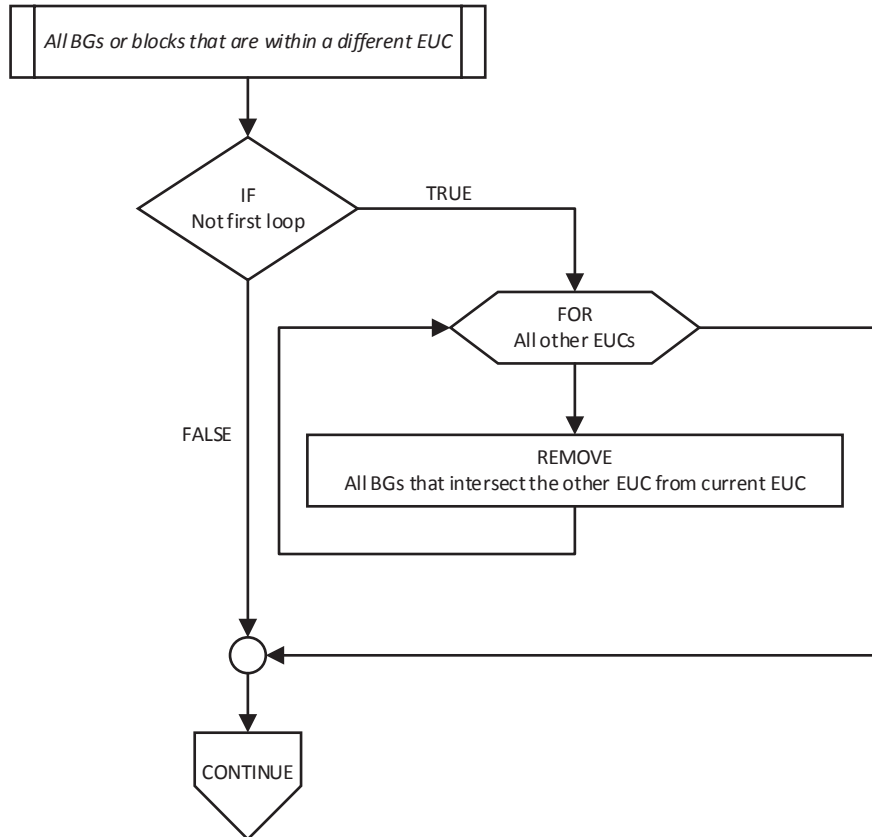 All BGs or blocks that are within a different EUC
IF
Not first loop
TRUE
FOR
All other EUCs
FALSE
REMOVE
All BGs that intersect the other EUC from current EUC
CONTINUE